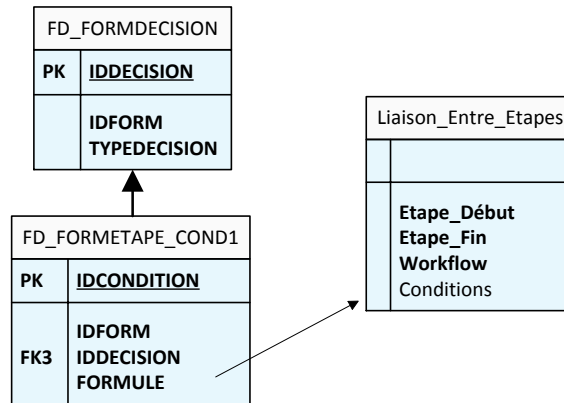 FD_FORMDECISION
PK IDDECISION
IDFORM
TYPEDECISION
FD_FORMETAPE_COND1
PK IDCONDITION
IDFORM
FK3 IDDECISION
FORMULE
Liaison_Entre_Etapes
Etape_Début
Etape_Fin
Workflow
Conditions